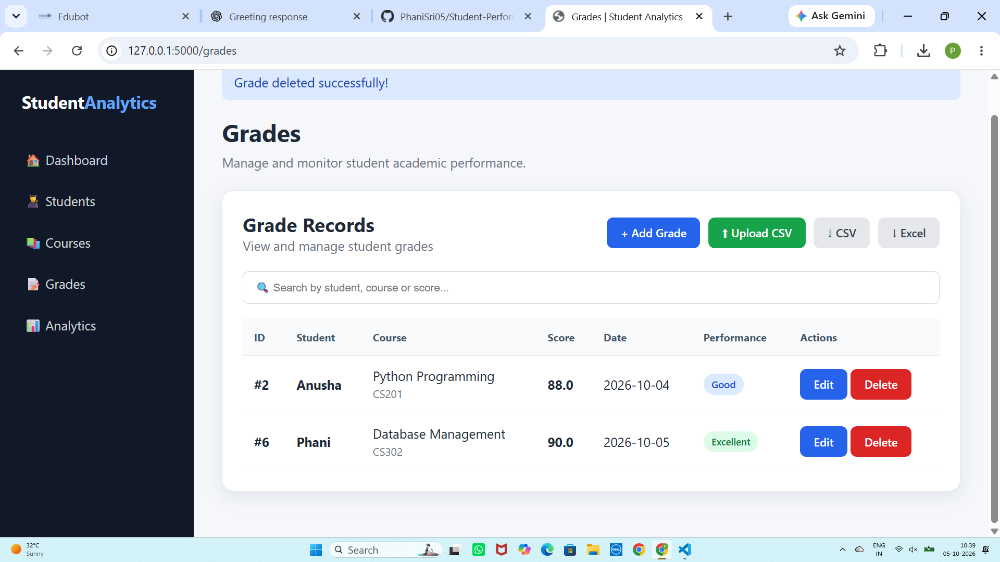 Edubot
Greeting response
PhaniSri05/Student-Perfor
Grades | Student Analytics
Ask Gemini
127.0.0.1:5000/grades
P
StudentAnalytics
Dashboard
Students
Courses
Grades
Analytics
Grade deleted successfully!
Grades
Manage and monitor student academic performance.
Grade Records
View and manage student grades
+ Add Grade
⬆ Upload CSV
↓ CSV
↓ Excel
Search by student, course or score...
ID Student Course Score Date Performance Actions
#2 Anusha Python Programming 88.0 2026-10-04 Good Edit Delete
CS201
#6 Phani Database Management 90.0 2026-10-05 Excellent Edit Delete
CS302
32°C
Sunny
Search
DELL
ENG
IN
10:39
05-10-2026